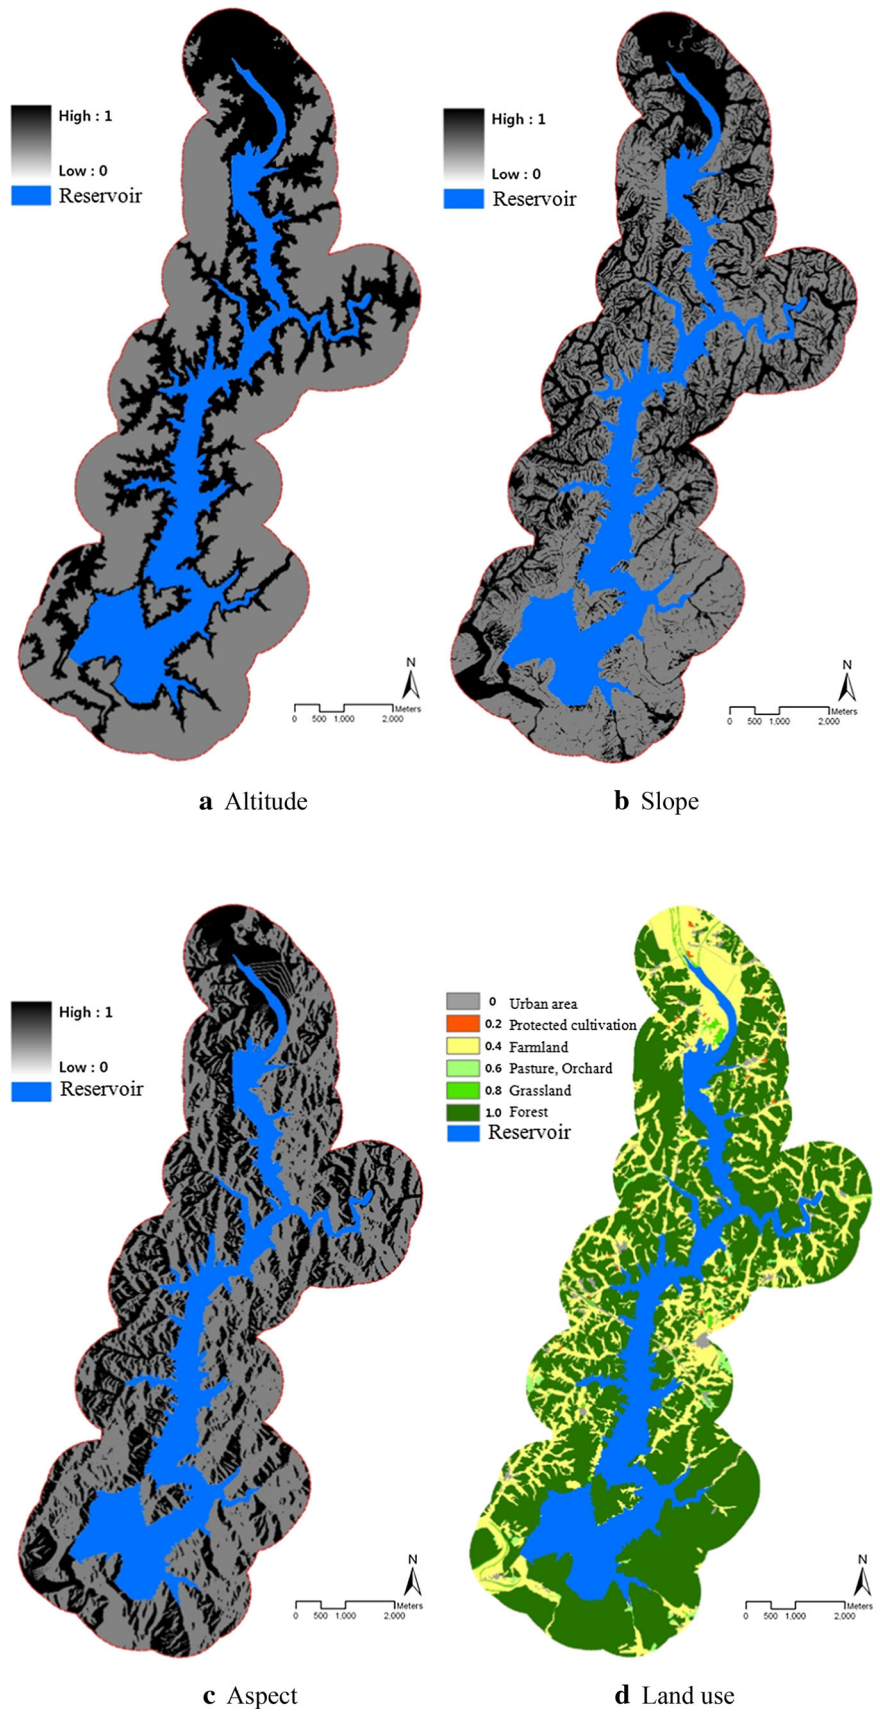 High : 1
Low : 0
Reservoir
N
0 500 1,000 2,000 Meters
a Altitude
High : 1
Low : 0
Reservoir
N
0 500 1,000 2,000 Meters
b Slope
High : 1
Low : 0
Reservoir
N
0 500 1,000 2,000 Meters
c Aspect
0 Urban area
0.2 Protected cultivation
0.4 Farmland
0.6 Pasture, Orchard
0.8 Grassland
1.0 Forest
Reservoir
N
0 500 1,000 2,000 Meters
d Land use